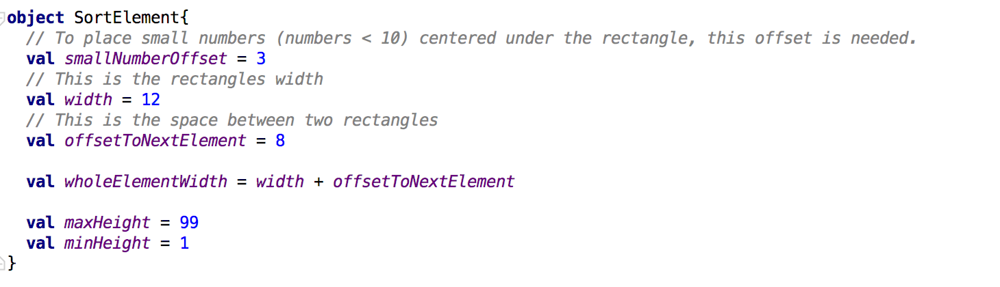 object SortElement{
  // To place small numbers (numbers < 10) centered under the rectangle, this offset is needed.
  val smallNumberOffset = 3
  // This is the rectangles width
  val width = 12
  // This is the space between two rectangles
  val offsetToNextElement = 8

  val wholeElementWidth = width + offsetToNextElement

  val maxHeight = 99
  val minHeight = 1
}